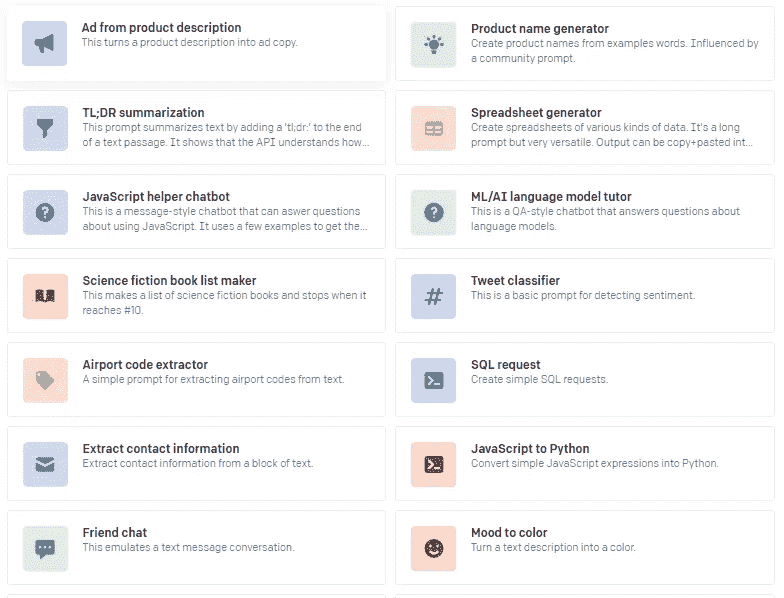 Ad from product description
This turns a product description into ad copy.
Product name generator
Create product names from examples words. Influenced by
a community prompt.
TL;DR summarization
This prompt summarizes text by adding a 'tl;dr:' to the end
of a text passage. It shows that the API understands how...
Spreadsheet generator
Create spreadsheets of various kinds of data. It's a long
prompt but very versatile. Output can be copy+pasted int...
JavaScript helper chatbot
This is a message-style chatbot that can aswer questions
about using JavaScript. It uses a few examples to get the...
ML/AI language model tutor
This is a QA-style chatbot that answers questions about
language models.
Science fiction book list maker
This makes a list of science fiction books and stops when it
reaches #10.
Tweet classifier
This is a basic prompt for detecting sentiment.
Airport code extractor
A simple prompt for extracting airport codes from text.
SQL request
Create simple SQL requests.
Extract contact information
Extract contact information from a block of text.
JavaScript to Python
Convert simple JavaScript expressions into Python.
Friend chat
This emulates a text message conversation.
Mood to color
Turn a text description into a color.